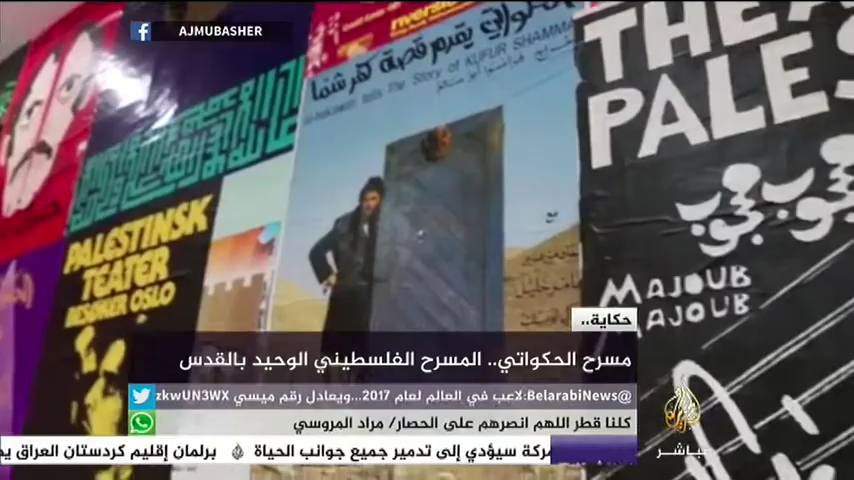 AJMUBASHER
riversi
الحكواتي يقدم قصة كفر شما
al-hakawati tells The Story of KUFUR SHAMMA
THE
PALES
PALESTINSK
TEATER
BESØKER OSLO
محجوب محجوب
MAJOUB
MAJOUB
حكاية..
مسرح الحكواتي.. المسرح الفلسطيني الوحيد بالقدس
@BelarabiNews:لاعب في العالم لعام 2017...ويعادل رقم ميسي zkwUN3WX
كلنا قطر اللهم انصرهم على الحصار/ مراد المروسي
ركة سيؤدي إلى تدمير جميع جوانب الحياة
برلمان إقليم كردستان العراق ي
مباشر